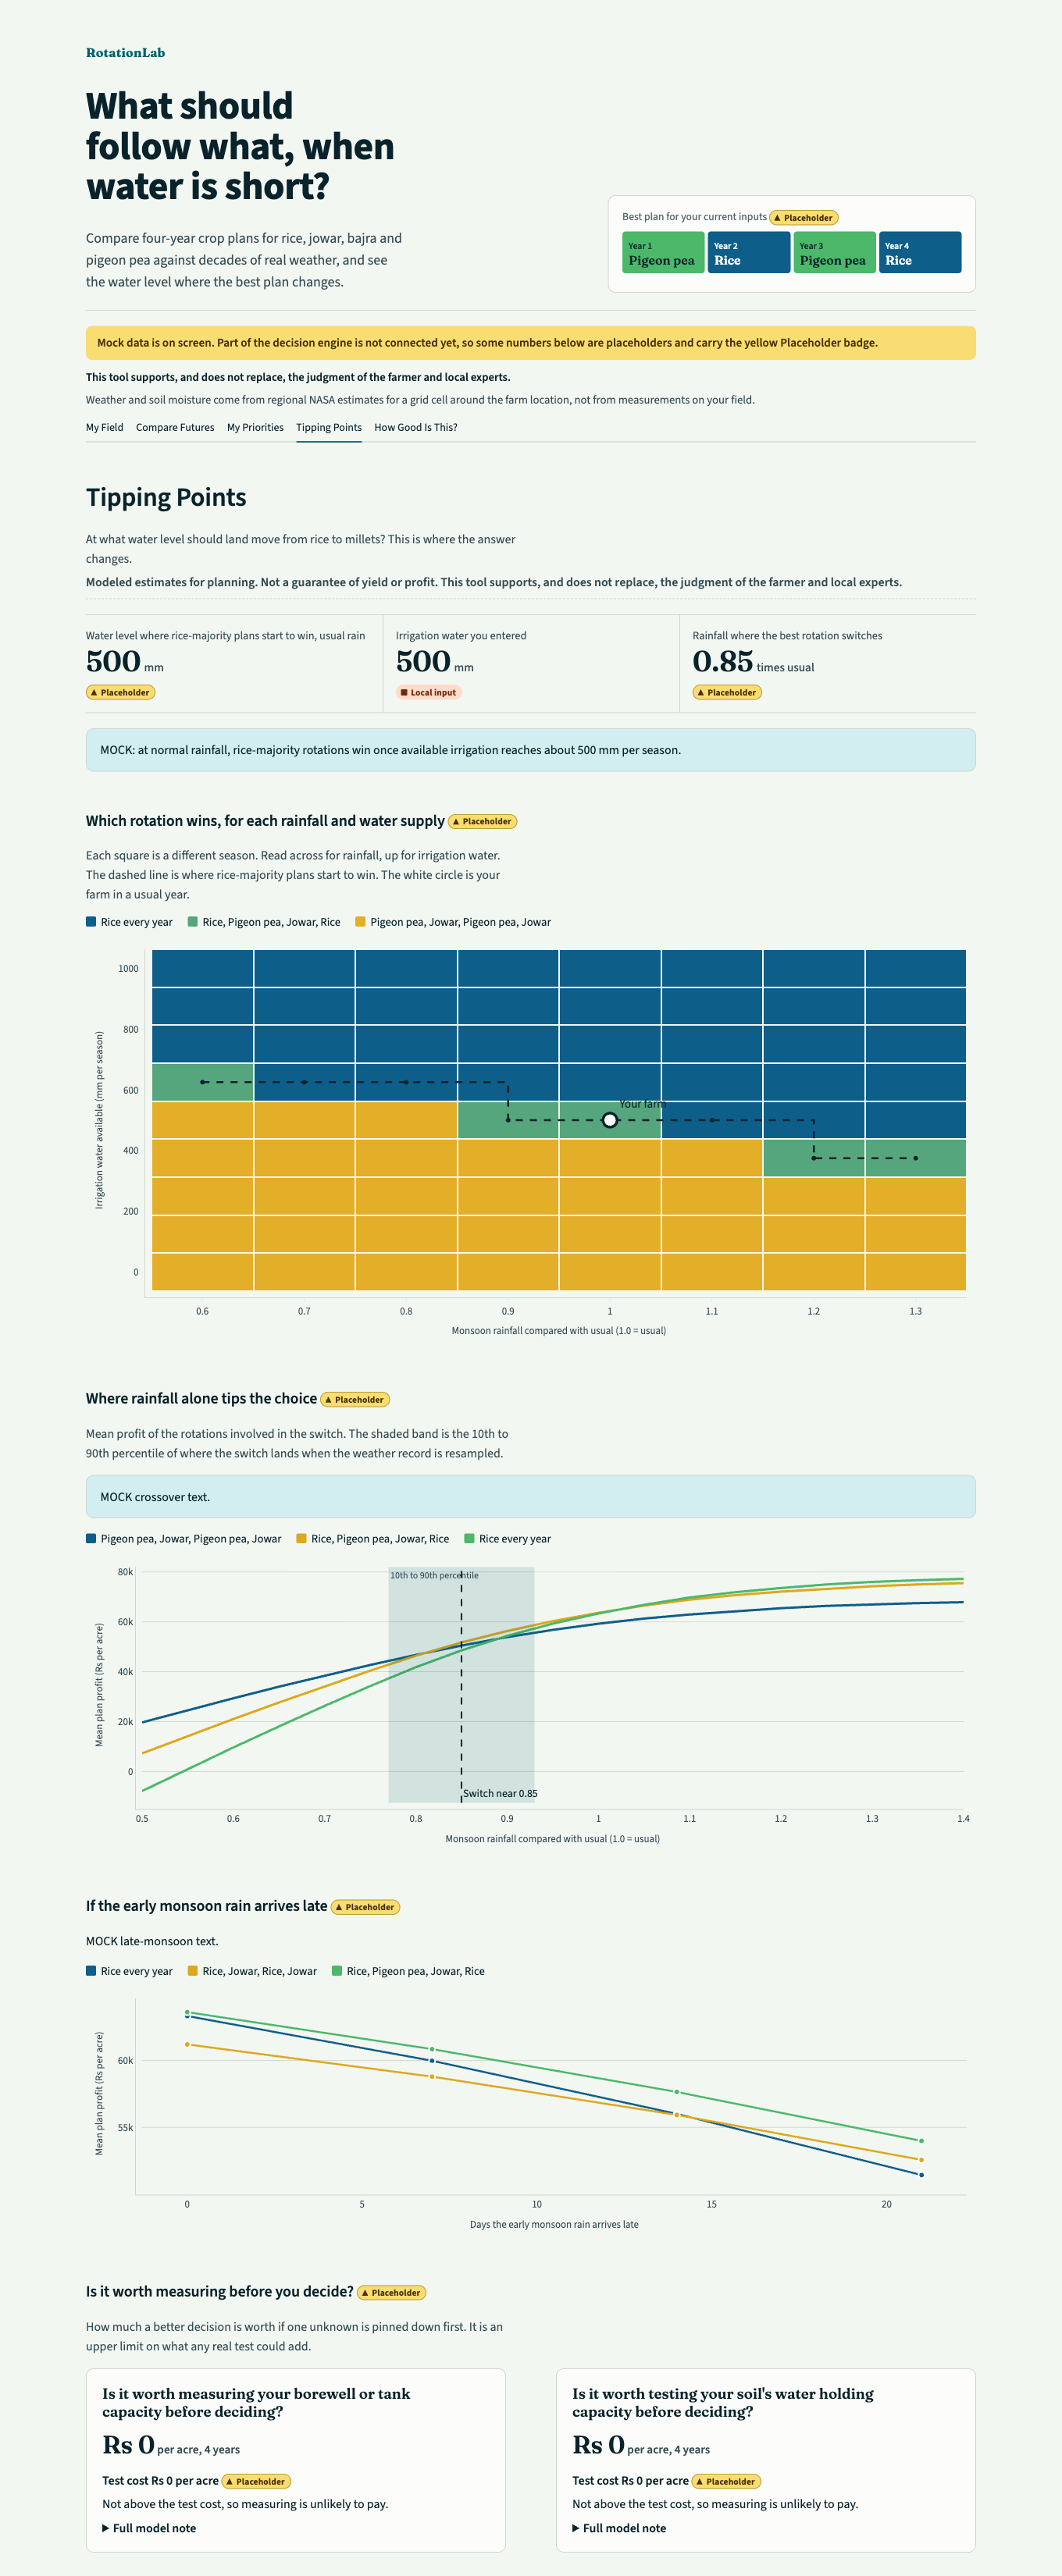 RotationLab
What should
follow what, when
water is short?
Compare four-year crop plans for rice, jowar, bajra and
pigeon pea against decades of real weather, and see
the water level where the best plan changes.
Best plan for your current inputs ▲ Placeholder
Year 1
Pigeon pea
Year 2
Rice
Year 3
Pigeon pea
Year 4
Rice
Mock data is on screen. Part of the decision engine is not connected yet, so some numbers below are placeholders and carry the yellow Placeholder badge.
This tool supports, and does not replace, the judgment of the farmer and local experts.
Weather and soil moisture come from regional NASA estimates for a grid cell around the farm location, not from measurements on your field.
My Field Compare Futures My Priorities Tipping Points How Good Is This?
Tipping Points
At what water level should land move from rice to millets? This is where the answer
changes.
Modeled estimates for planning. Not a guarantee of yield or profit. This tool supports, and does not replace, the judgment of the farmer and local experts.
Water level where rice-majority plans start to win, usual rain
500 mm
▲ Placeholder
Irrigation water you entered
500 mm
■ Local input
Rainfall where the best rotation switches
0.85 times usual
▲ Placeholder
MOCK: at normal rainfall, rice-majority rotations win once available irrigation reaches about 500 mm per season.
Which rotation wins, for each rainfall and water supply ▲ Placeholder
Each square is a different season. Read across for rainfall, up for irrigation water.
The dashed line is where rice-majority plans start to win. The white circle is your
farm in a usual year.
Rice every year Rice, Pigeon pea, Jowar, Rice Pigeon pea, Jowar, Pigeon pea, Jowar
Irrigation water available (mm per season)
1000
800
600
400
200
0
Your farm
0.6 0.7 0.8 0.9 1 1.1 1.2 1.3
Monsoon rainfall compared with usual (1.0 = usual)
Where rainfall alone tips the choice ▲ Placeholder
Mean profit of the rotations involved in the switch. The shaded band is the 10th to
90th percentile of where the switch lands when the weather record is resampled.
MOCK crossover text.
Pigeon pea, Jowar, Pigeon pea, Jowar Rice, Pigeon pea, Jowar, Rice Rice every year
Mean plan profit (Rs per acre)
80k
60k
40k
20k
0
10th to 90th percentile
Switch near 0.85
0.5 0.6 0.7 0.8 0.9 1 1.1 1.2 1.3 1.4
Monsoon rainfall compared with usual (1.0 = usual)
If the early monsoon rain arrives late ▲ Placeholder
MOCK late-monsoon text.
Rice every year Rice, Jowar, Rice, Jowar Rice, Pigeon pea, Jowar, Rice
Mean plan profit (Rs per acre)
60k
55k
0 5 10 15 20
Days the early monsoon rain arrives late
Is it worth measuring before you decide? ▲ Placeholder
How much a better decision is worth if one unknown is pinned down first. It is an
upper limit on what any real test could add.
Is it worth measuring your borewell or tank
capacity before deciding?
Rs 0 per acre, 4 years
Test cost Rs 0 per acre ▲ Placeholder
Not above the test cost, so measuring is unlikely to pay.
▶ Full model note
Is it worth testing your soil's water holding
capacity before deciding?
Rs 0 per acre, 4 years
Test cost Rs 0 per acre ▲ Placeholder
Not above the test cost, so measuring is unlikely to pay.
▶ Full model note